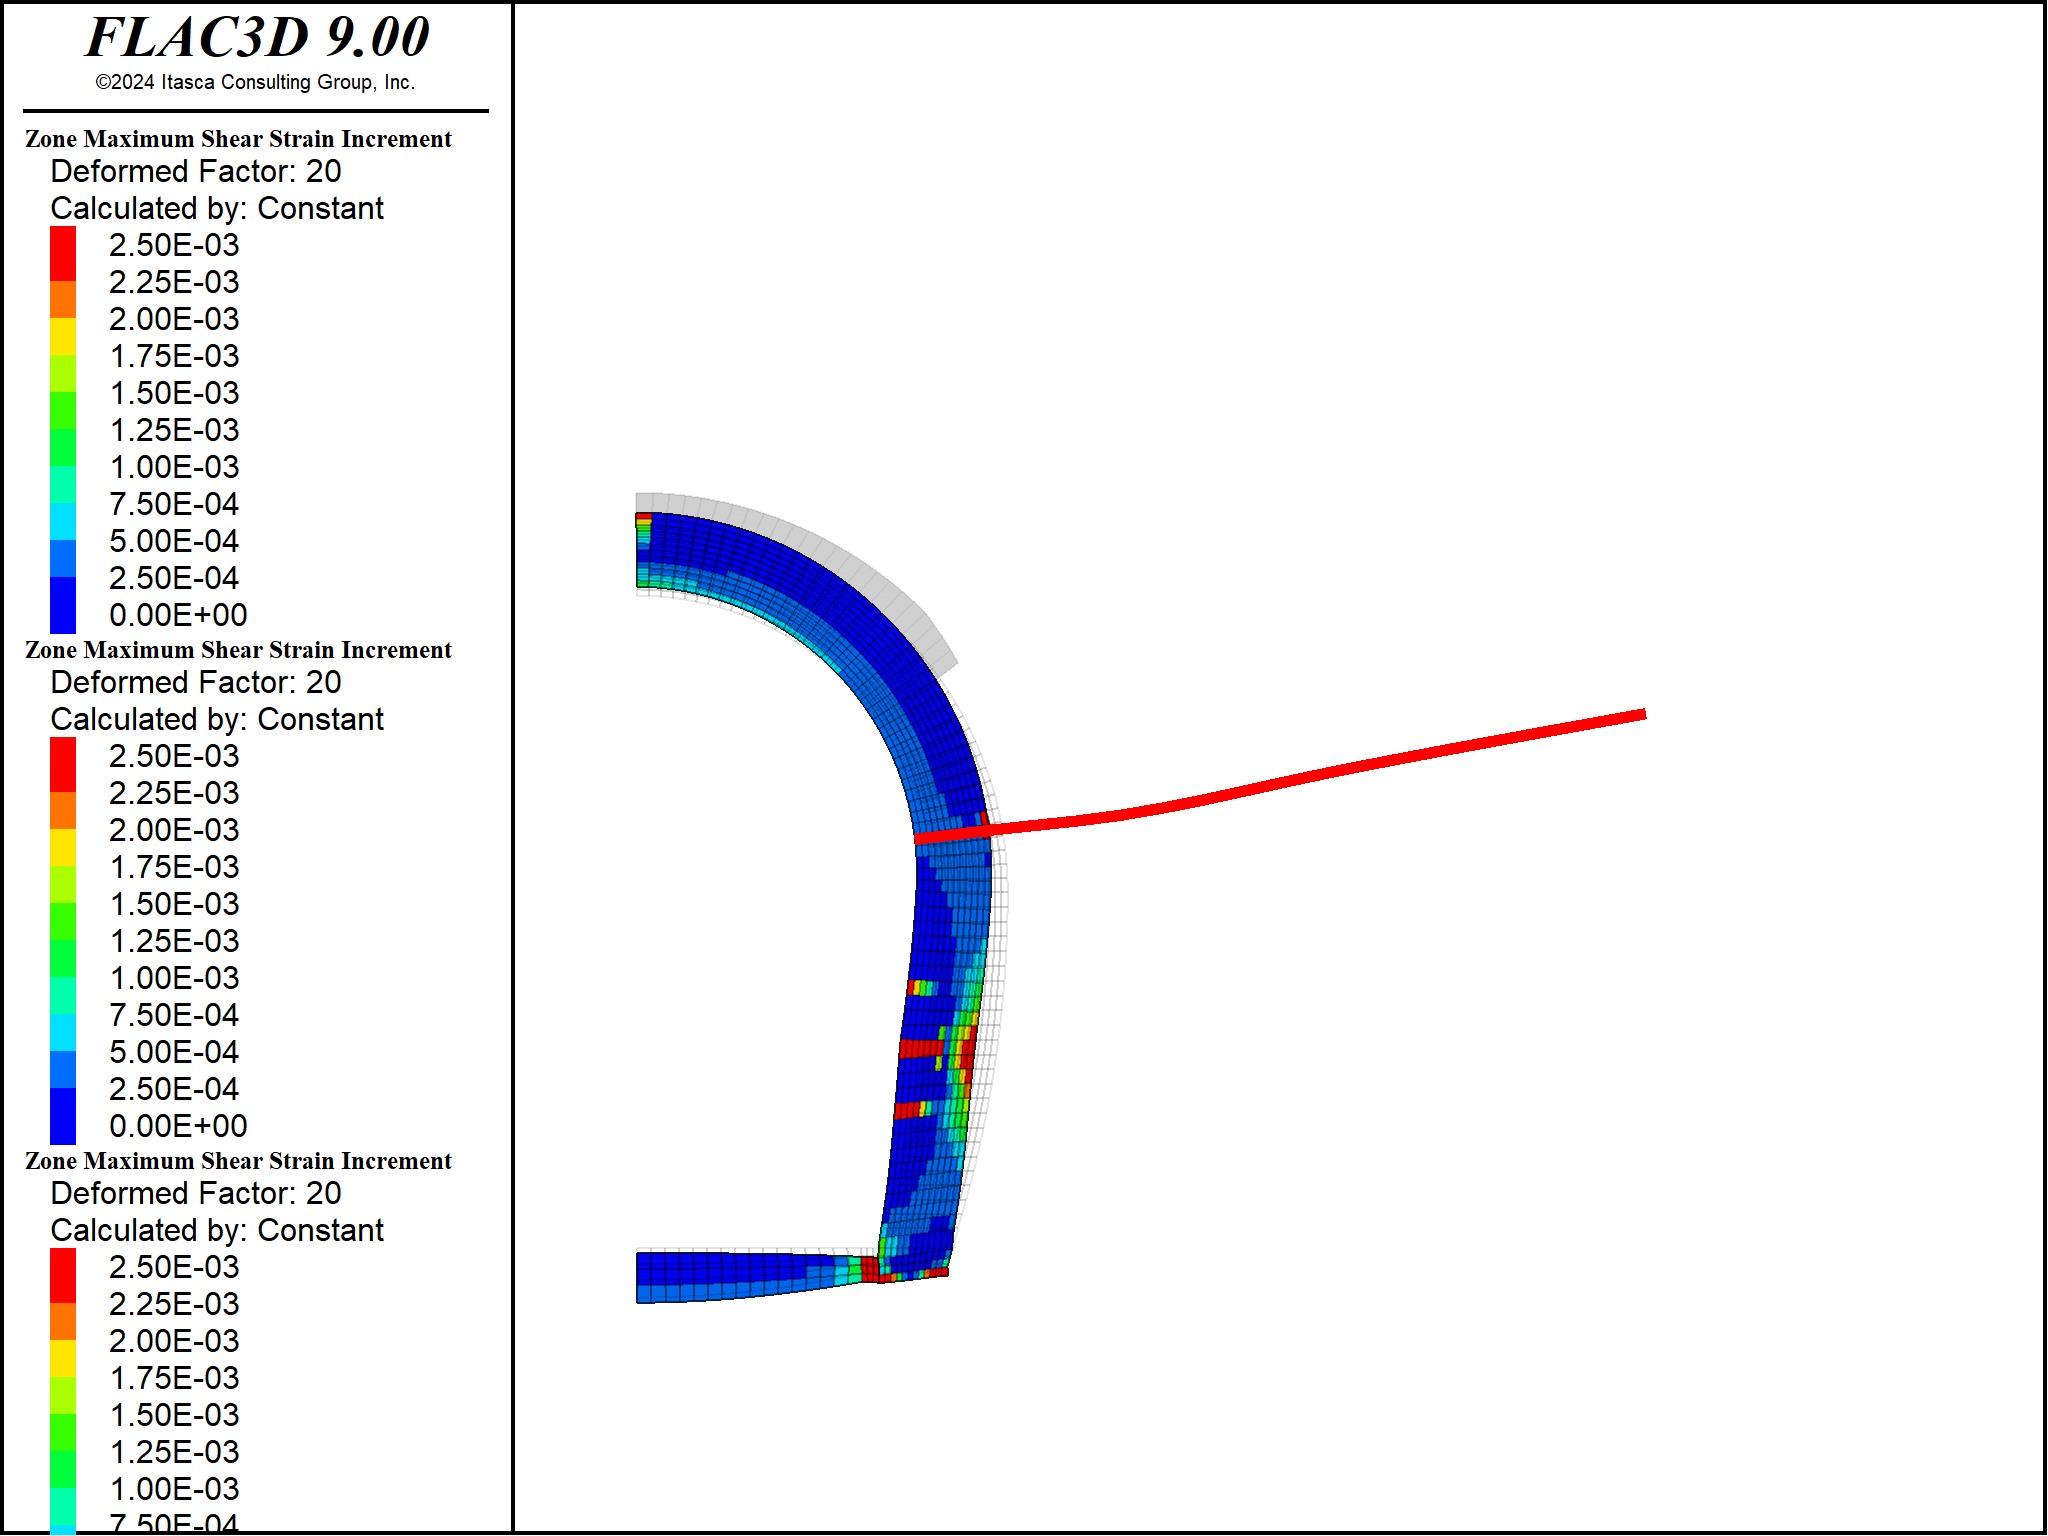 FLAC3D 9.00
©2024 Itasca Consulting Group, Inc.
Zone Maximum Shear Strain Increment
Deformed Factor: 20
Calculated by: Constant
2.50E-03
2.25E-03
2.00E-03
1.75E-03
1.50E-03
1.25E-03
1.00E-03
7.50E-04
5.00E-04
2.50E-04
0.00E+00
Zone Maximum Shear Strain Increment
Deformed Factor: 20
Calculated by: Constant
2.50E-03
2.25E-03
2.00E-03
1.75E-03
1.50E-03
1.25E-03
1.00E-03
7.50E-04
5.00E-04
2.50E-04
0.00E+00
Zone Maximum Shear Strain Increment
Deformed Factor: 20
Calculated by: Constant
2.50E-03
2.25E-03
2.00E-03
1.75E-03
1.50E-03
1.25E-03
1.00E-03
7.50E-04